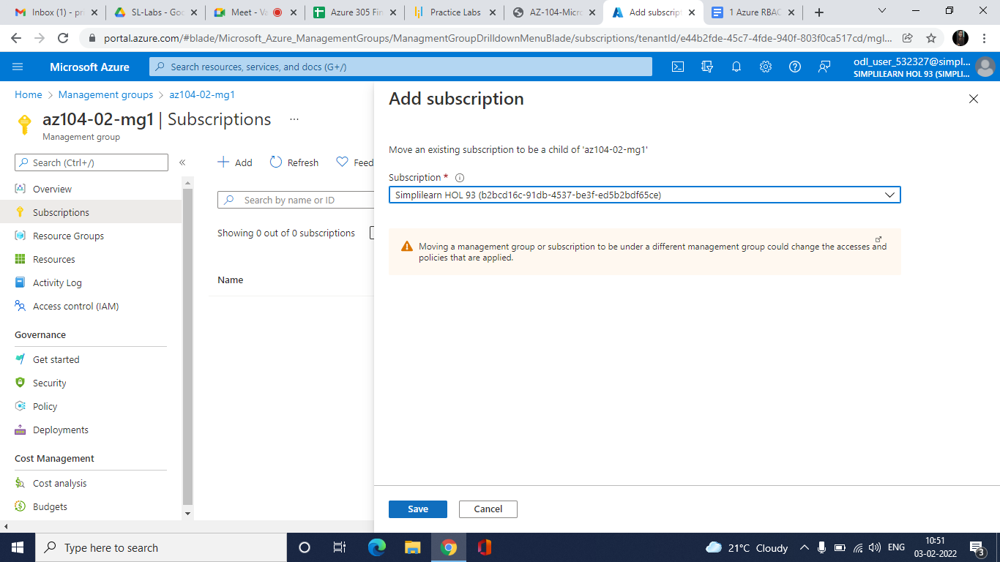 Inbox (1) - pri
SL-Labs - Goo
Meet - Va
Azure 305 Fin
Practice Labs
AZ-104-Micro
Add subscript
1 Azure RBAC
portal.azure.com/#blade/Microsoft_Azure_ManagementGroups/ManagmentGroupDrilldownMenuBlade/subscriptions/tenantId/e44b2fde-45c7-4fde-940f-803f0ca517cd/mgI...
Microsoft Azure
Search resources, services, and docs (G+/)
odl_user_532327@simpl...
SIMPLILEARN HOL 93 (SIMPLI...
Home > Management groups > az104-02-mg1
az104-02-mg1 | Subscriptions ...
Management group
Search (Ctrl+/)
«
Overview
Subscriptions
Resource Groups
Resources
Activity Log
Access control (IAM)
Governance
Get started
Security
Policy
Deployments
Cost Management
Cost analysis
Budgets
Add
Refresh
Feed
Search by name or ID
Showing 0 out of 0 subscriptions
Name
Add subscription
Move an existing subscription to be a child of 'az104-02-mg1'
Subscription *
Simplilearn HOL 93 (b2bcd16c-91db-4537-be3f-ed5b2bdf65ce)
Moving a management group or subscription to be under a different management group could change the accesses and
policies that are applied.
Save
Cancel
Type here to search
21°C Cloudy
ENG
10:51
03-02-2022
3